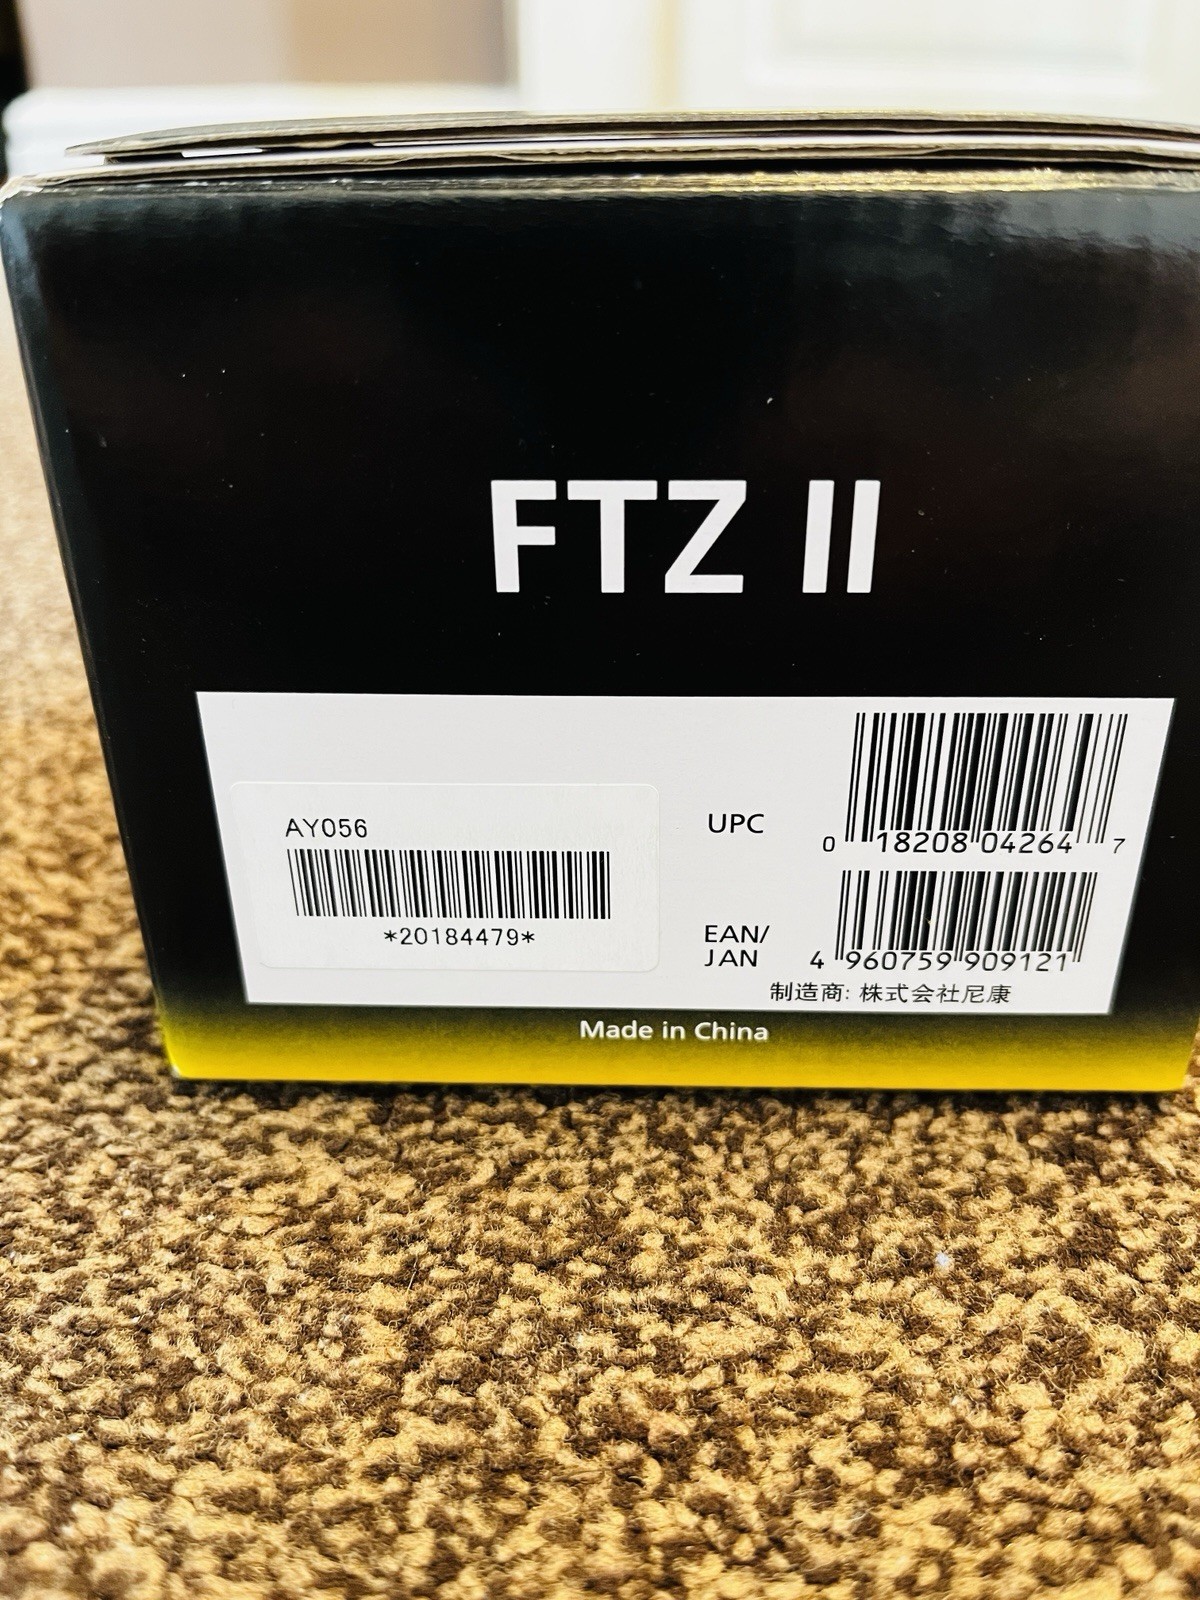 FTZ II
AY056
*20184479*
UPC
0 18208 04264 7
EAN/
JAN
4 960759 909121
制造商: 株式会社尼康
Made in China